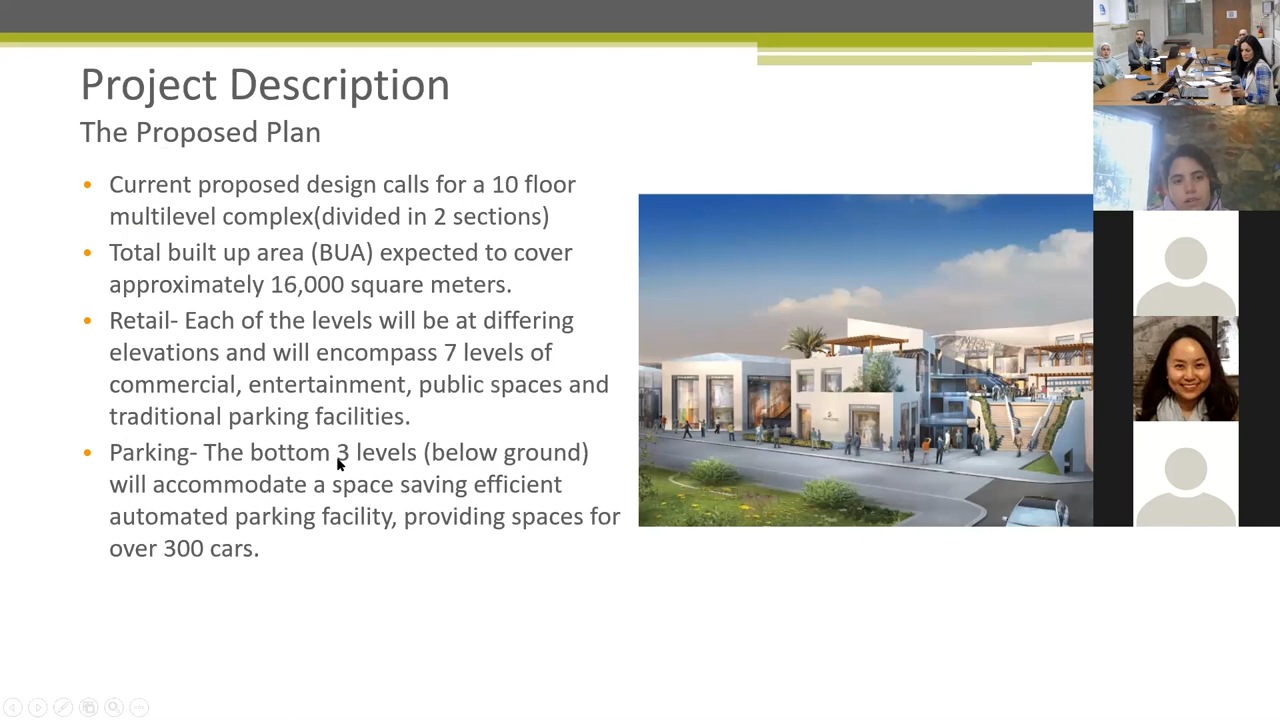 Project Description
The Proposed Plan
• Current proposed design calls for a 10 floor
multilevel complex(divided in 2 sections)
• Total built up area (BUA) expected to cover
approximately 16,000 square meters.
• Retail- Each of the levels will be at differing
elevations and will encompass 7 levels of
commercial, entertainment, public spaces and
traditional parking facilities.
• Parking- The bottom 3 levels (below ground)
will accommodate a space saving efficient
automated parking facility, providing spaces for
over 300 cars.